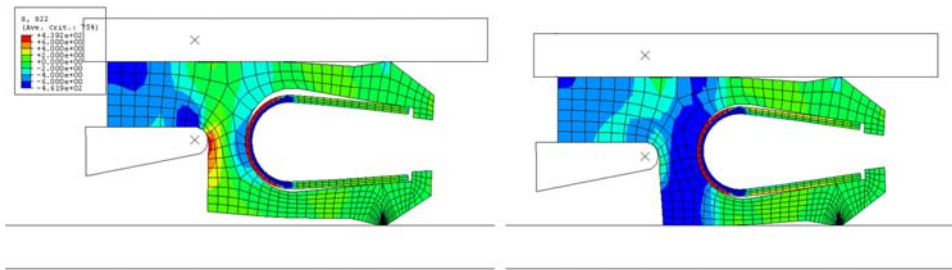 S, S22
(Ave. Crit.: 75%)
+4.392e+02
+6.000e+00
+4.000e+00
+2.000e+00
+0.000e+00
-2.000e+00
-4.000e+00
-6.000e+00
-4.619e+02